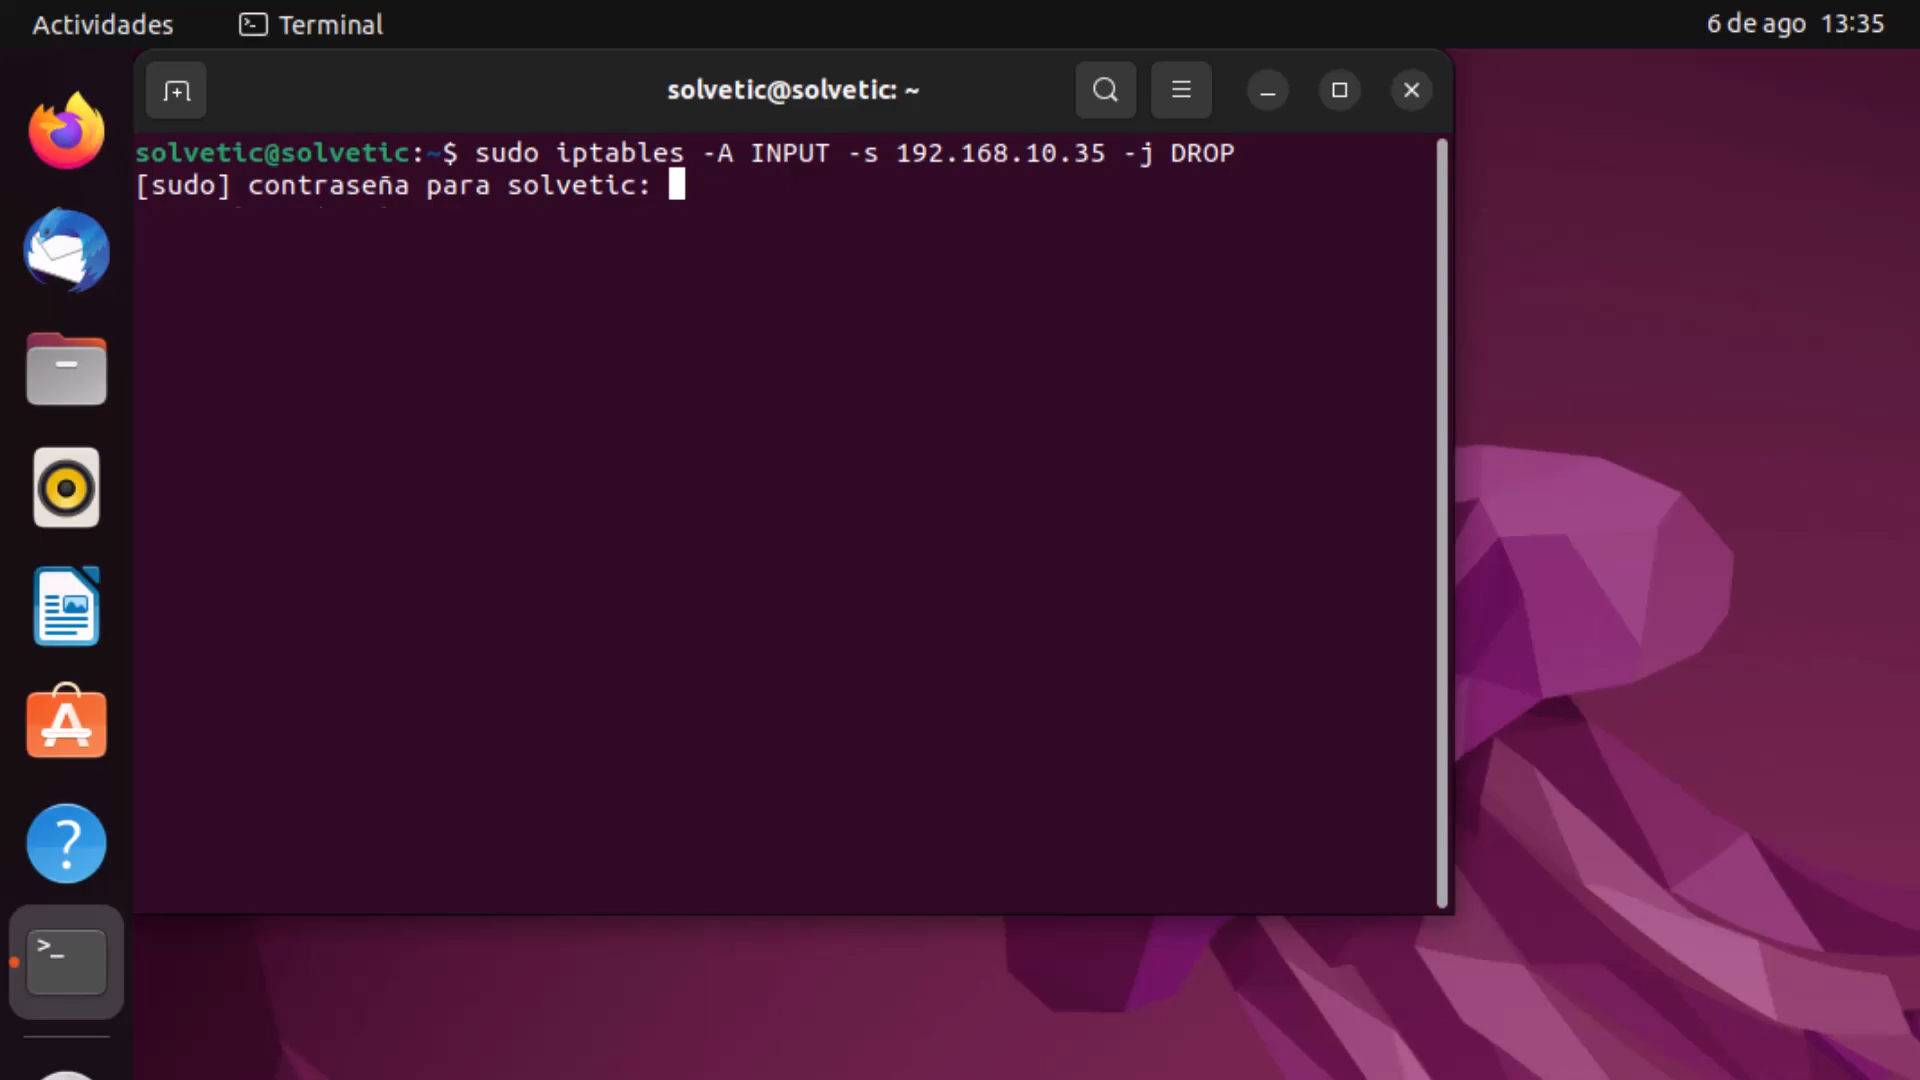 Actividades
Terminal
6 de ago 13:35
solvetic@solvetic: ~
solvetic@solvetic:~$ sudo iptables -A INPUT -s 192.168.10.35 -j DROP
[sudo] contraseña para solvetic: